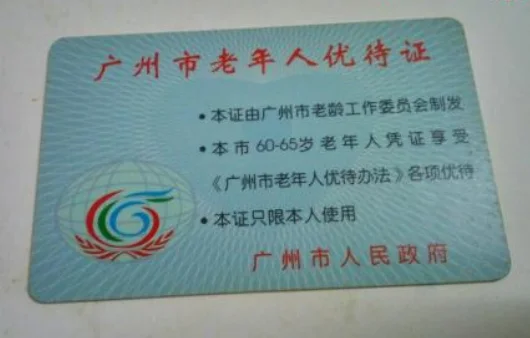 广州市老年人优待证
•本证由广州市老龄工作委员会制发
•本市60-65岁老年人凭证享受
《广州市老年人优待办法》各项优待
•本证只限本人使用
广州市人民政府